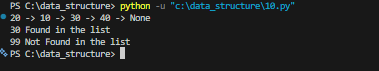 PS C:\data_structure> python -u "c:\data_structure\10.py"
20 -> 10 -> 30 -> 40 -> None
30 Found in the list
99 Not Found in the list
PS C:\data_structure>